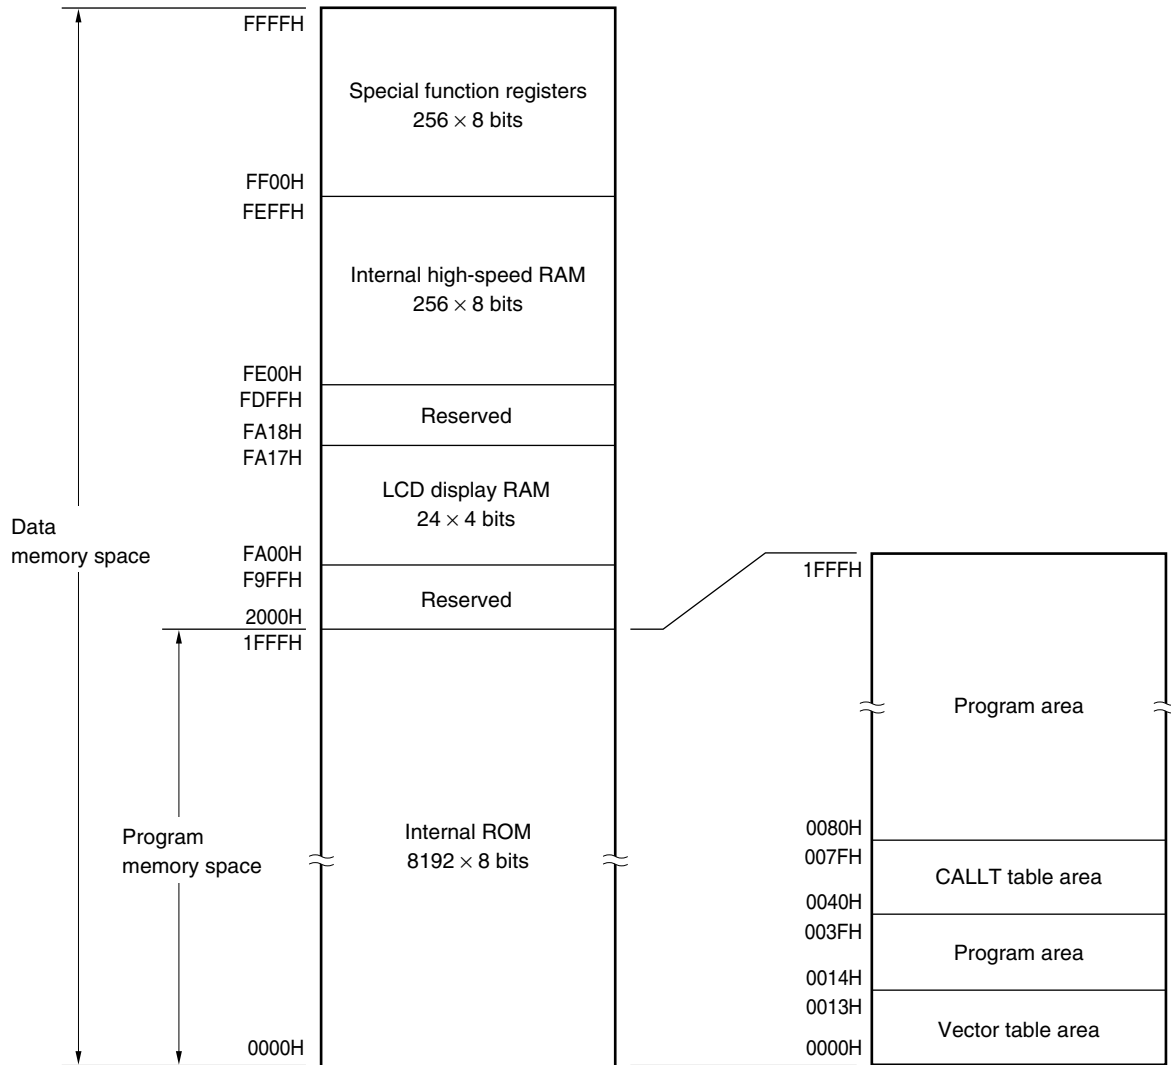 FFFFH
Special function registers
256 × 8 bits
FF00H
FEFFH
Internal high-speed RAM
256 × 8 bits
FE00H
FDFFH
Reserved
FA18H
FA17H
LCD display RAM
24 × 4 bits
Data
memory space
FA00H
F9FFH
Reserved
2000H
1FFFH
Program
memory space
Internal ROM
8192 × 8 bits
0000H
1FFFH
Program area
0080H
007FH
CALLT table area
0040H
003FH
Program area
0014H
0013H
Vector table area
0000H